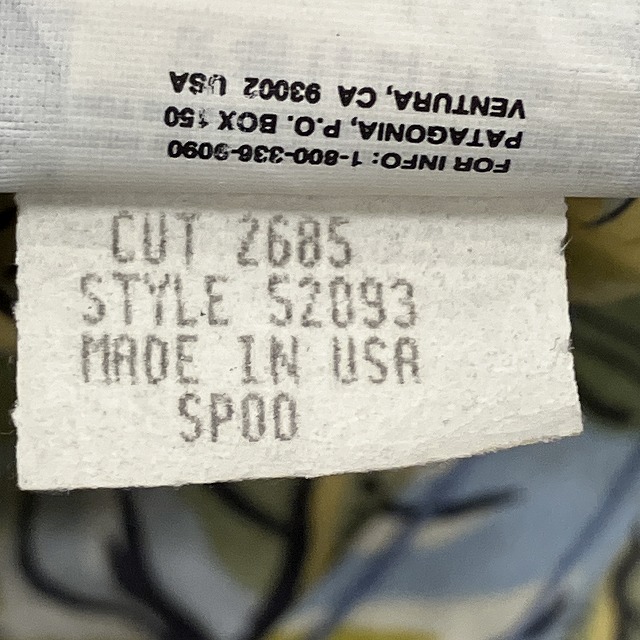 FOR INFO: 1-800-336-9090
PATAGONIA, P.O. BOX 150
VENTURA, CA 93002 USA
CUT 2685
STYLE 52093
MADE IN USA
SP00